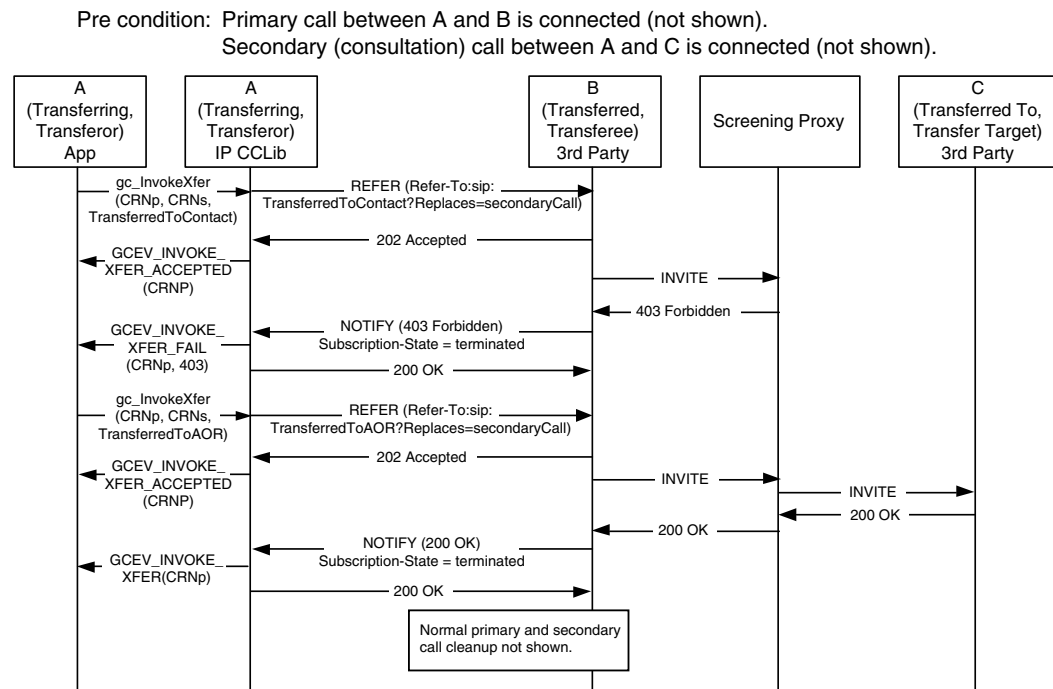 Pre condition: Primary call between A and B is connected (not shown).
Secondary (consultation) call between A and C is connected (not shown).
A
(Transferring,
Transferor)
App
A
(Transferring,
Transferor)
IP CCLib
B
(Transferred,
Transferee)
3rd Party
Screening Proxy
C
(Transferred To,
Transfer Target)
3rd Party
gc_InvokeXfer
(CRNp, CRNs,
TransferredToContact)
REFER (Refer-To:sip:
TransferredToContact?Replaces=secondaryCall)
202 Accepted
GCEV_INVOKE_
XFER_ACCEPTED
(CRNP)
INVITE
403 Forbidden
NOTIFY (403 Forbidden)
Subscription-State = terminated
GCEV_INVOKE_
XFER_FAIL
(CRNp, 403)
200 OK
gc_InvokeXfer
(CRNp, CRNs,
TransferredToAOR)
REFER (Refer-To:sip:
TransferredToAOR?Replaces=secondaryCall)
202 Accepted
GCEV_INVOKE_
XFER_ACCEPTED
(CRNP)
INVITE
INVITE
200 OK
200 OK
NOTIFY (200 OK)
Subscription-State = terminated
GCEV_INVOKE_
XFER(CRNp)
200 OK
Normal primary and secondary
call cleanup not shown.